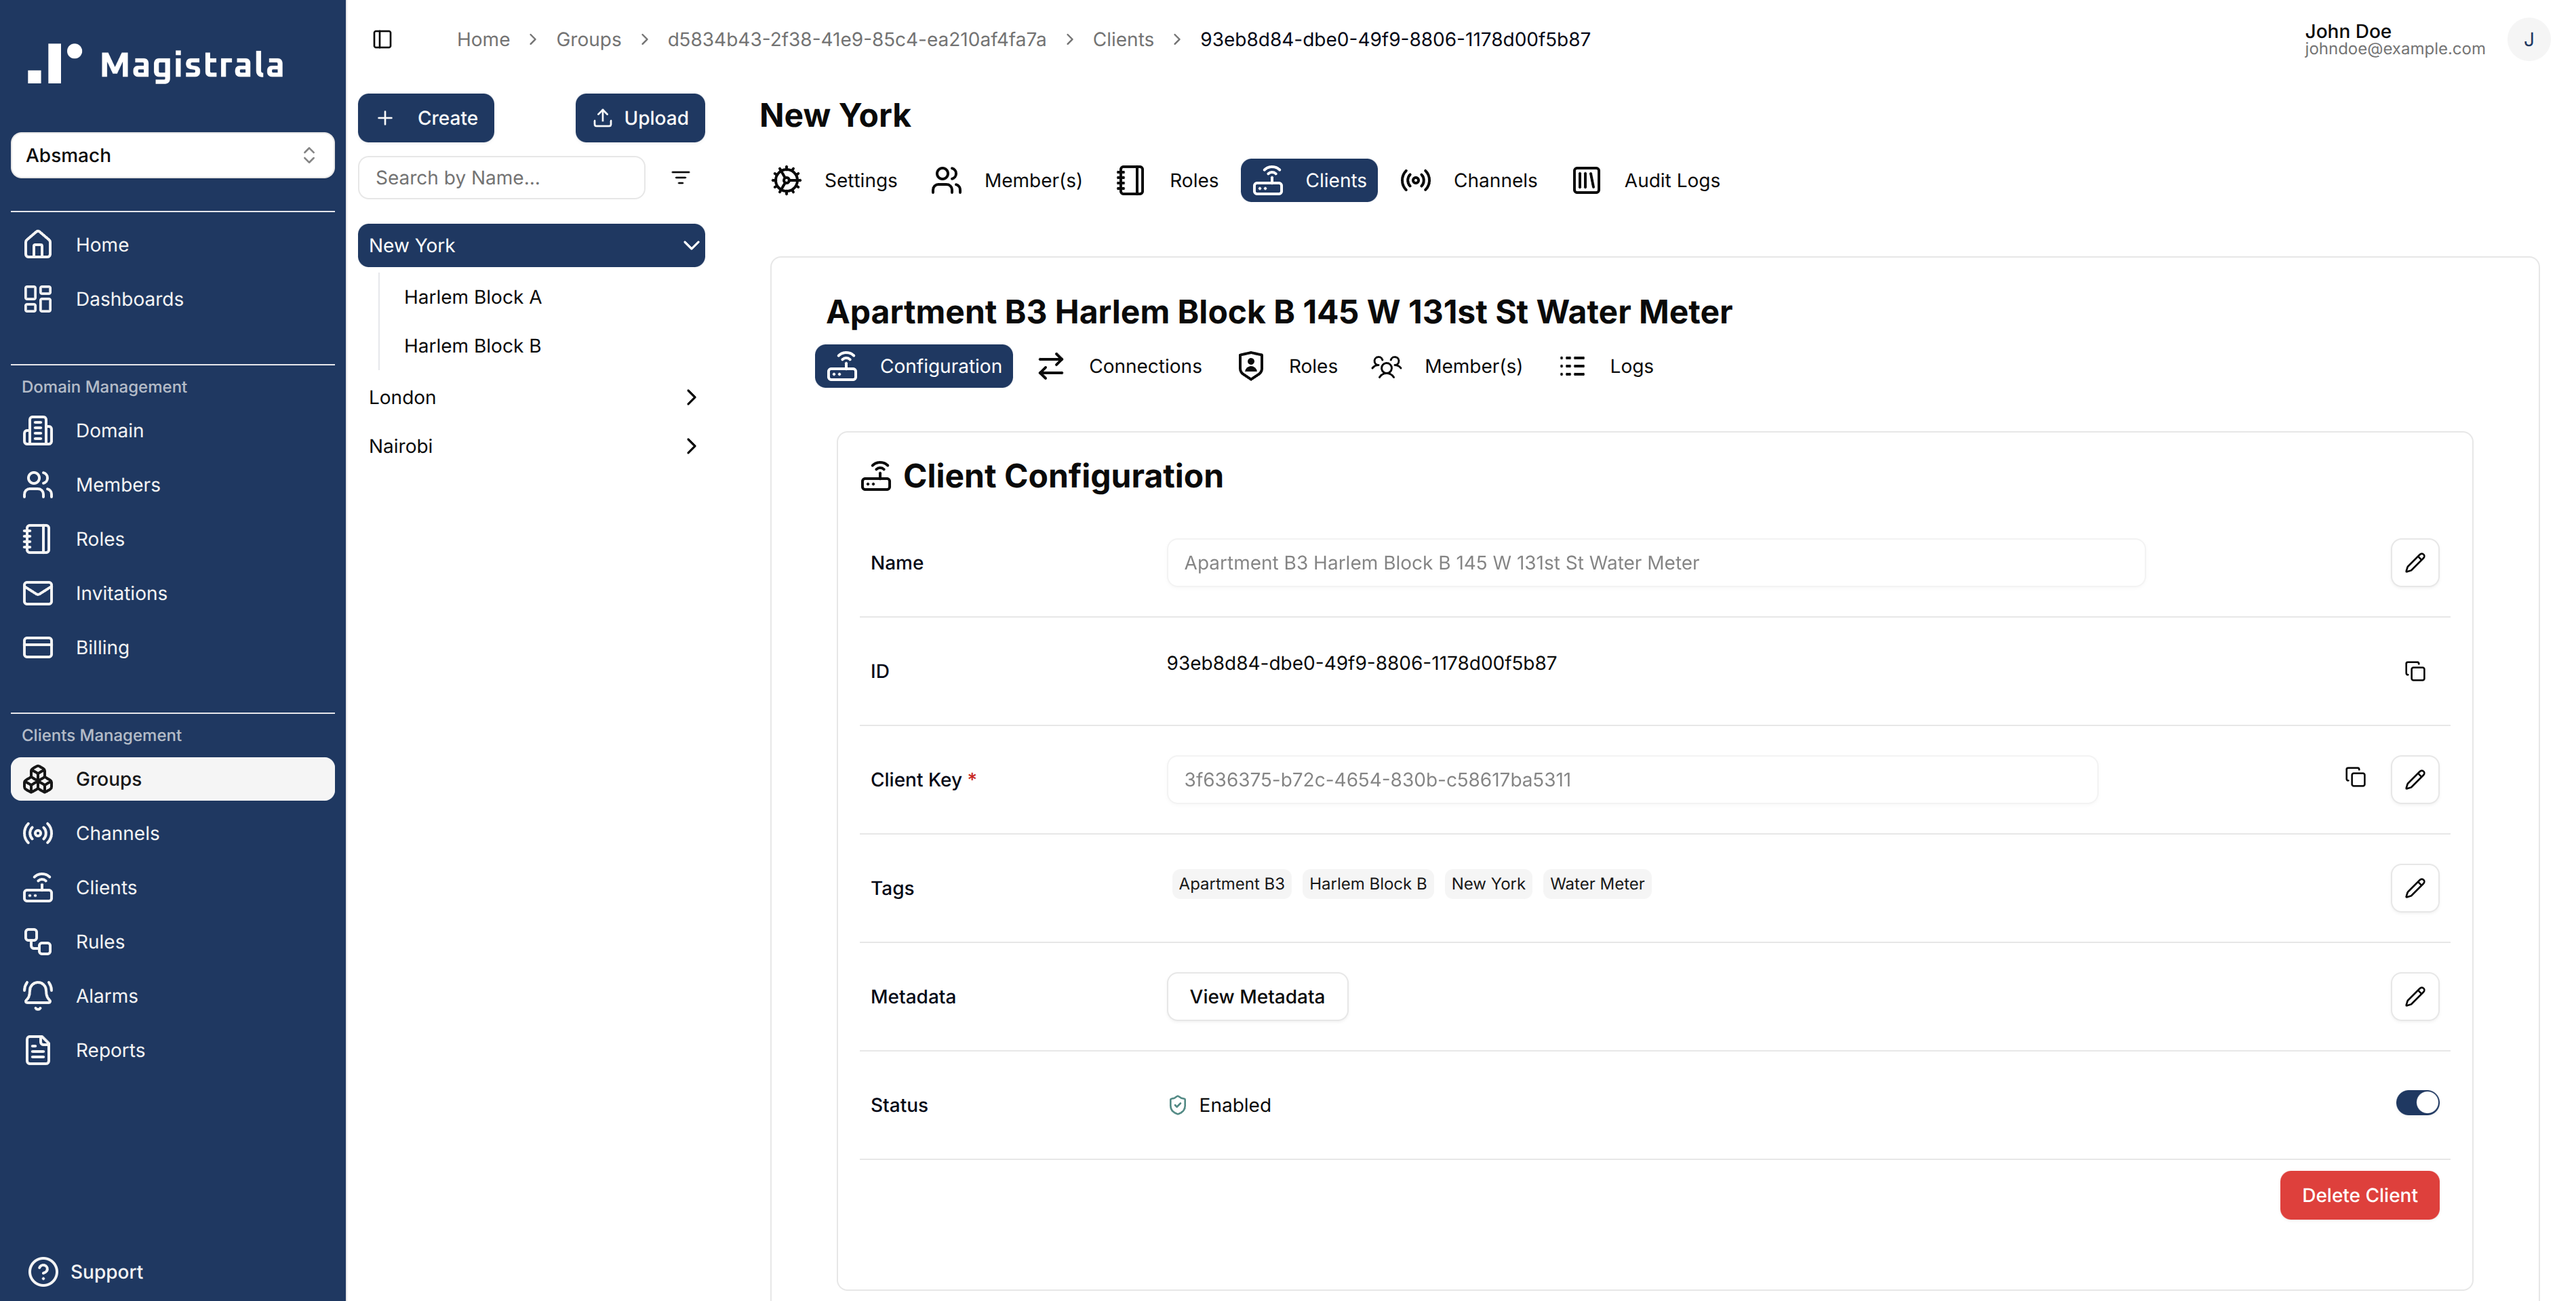 Magistrala
Absmach
Home
Dashboards
Domain Management
Domain
Members
Roles
Invitations
Billing
Clients Management
Groups
Channels
Clients
Rules
Alarms
Reports
Support
Home > Groups > d5834b43-2f38-41e9-85c4-ea210af4fa7a > Clients > 93eb8d84-dbe0-49f9-8806-1178d00f5b87
John Doe
johndoe@example.com
J
Create
Upload
Search by Name...
New York
Harlem Block A
Harlem Block B
London
Nairobi
New York
Settings Member(s) Roles Clients Channels Audit Logs
Apartment B3 Harlem Block B 145 W 131st St Water Meter
Configuration Connections Roles Member(s) Logs
Client Configuration
Name Apartment B3 Harlem Block B 145 W 131st St Water Meter
ID 93eb8d84-dbe0-49f9-8806-1178d00f5b87
Client Key * 3f636375-b72c-4654-830b-c58617ba5311
Tags Apartment B3 Harlem Block B New York Water Meter
Metadata View Metadata
Status Enabled
Delete Client